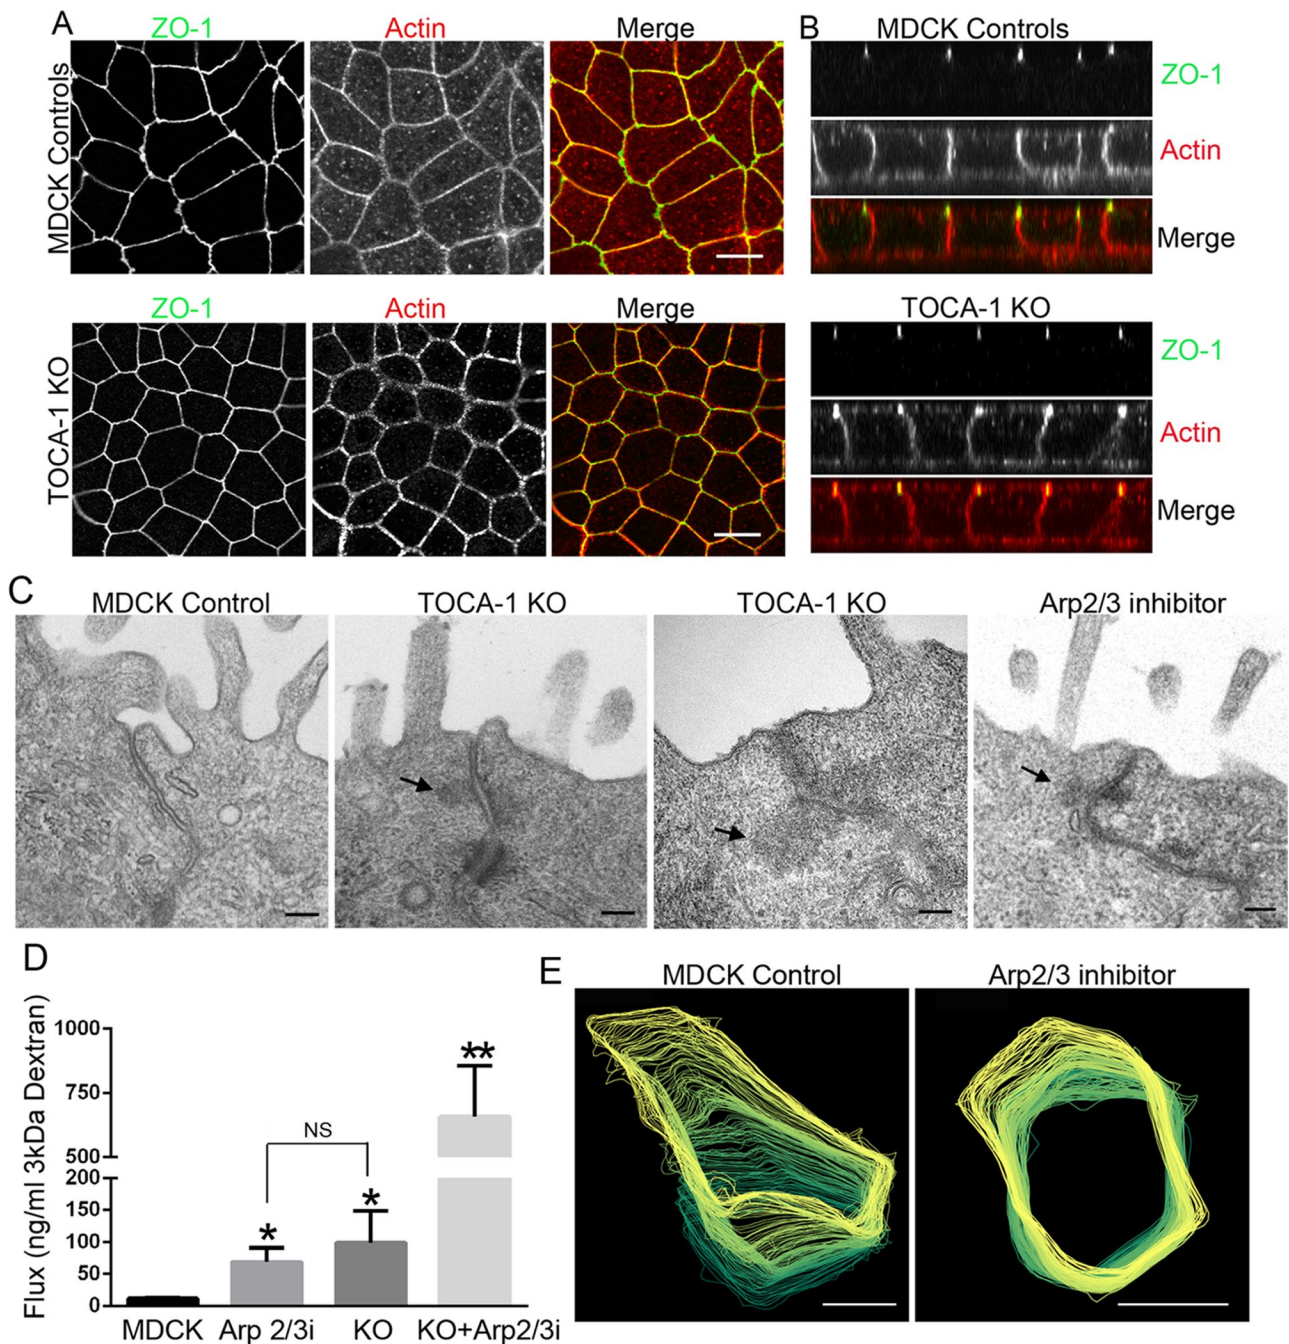 A
ZO-1 Actin Merge
MDCK Controls
ZO-1 Actin Merge
TOCA-1 KO
B
MDCK Controls
ZO-1
Actin
Merge
TOCA-1 KO
ZO-1
Actin
Merge
C
MDCK Control TOCA-1 KO TOCA-1 KO Arp2/3 inhibitor
D
Flux (ng/ml 3kDa Dextran)
1000
750
500
200
150
100
50
0
*
NS
*
**
MDCK Arp 2/3i KO KO+Arp2/3i
E
MDCK Control Arp2/3 inhibitor